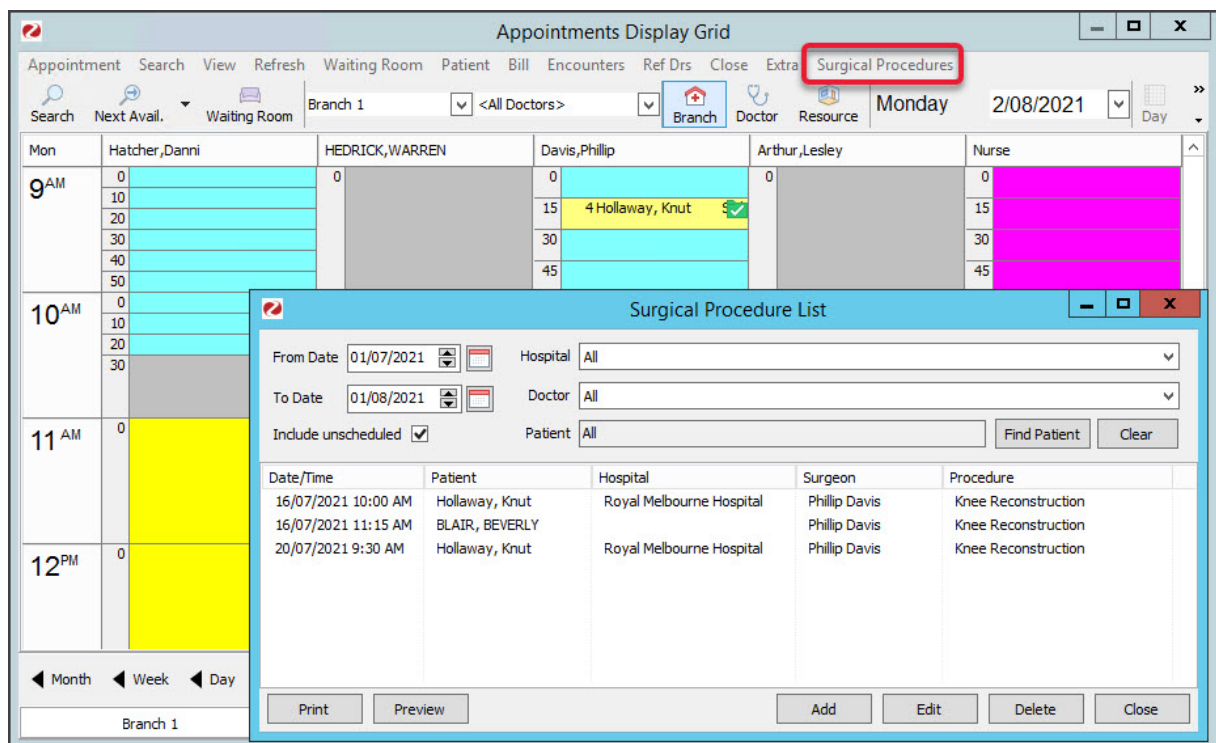 Appointments Display Grid
Appointment Search View Refresh Waiting Room Patient Bill Encounters Ref Drs Close Extra Surgical Procedures
Search Next Avail. Waiting Room Branch 1 <All Doctors> Branch Doctor Resource Monday 2/08/2021 Day
Mon Hatcher,Danni HEDRICK,WARREN Davis,Phillip Arthur,Lesley Nurse
9AM 0 0 0 0 0
10 15 4 Hollaway, Knut 15
20
30 30 30
40
50 45 45
10AM 0
10
20
30
11 AM 0
12PM 0
Month Week Day
Branch 1
Surgical Procedure List
From Date 01/07/2021 Hospital All
To Date 01/08/2021 Doctor All
Include unscheduled Patient All Find Patient Clear
Date/Time Patient Hospital Surgeon Procedure
16/07/2021 10:00 AM Hollaway, Knut Royal Melbourne Hospital Phillip Davis Knee Reconstruction
16/07/2021 11:15 AM BLAIR, BEVERLY Phillip Davis Knee Reconstruction
20/07/2021 9:30 AM Hollaway, Knut Royal Melbourne Hospital Phillip Davis Knee Reconstruction
Print Preview Add Edit Delete Close